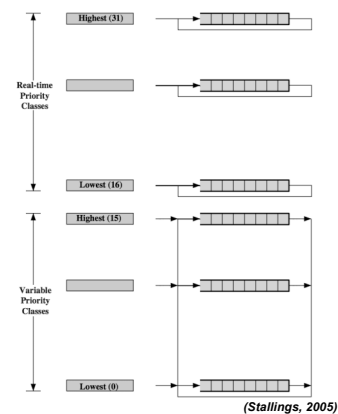 Highest (31)
Real-time
Priority
Classes
Lowest (16)
Highest (15)
Variable
Priority
Classes
Lowest (0)
(Stallings, 2005)